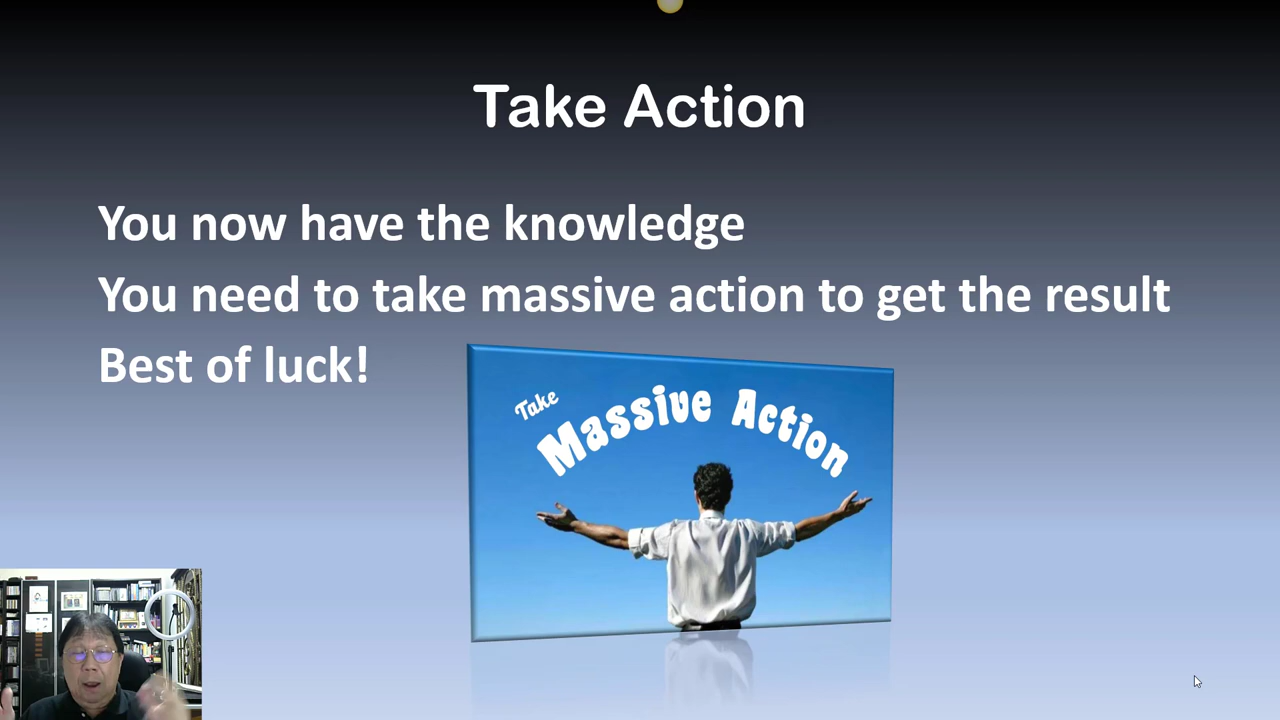 Take Action
You now have the knowledge
You need to take massive action to get the result
Best of luck!
Take
Massive Action